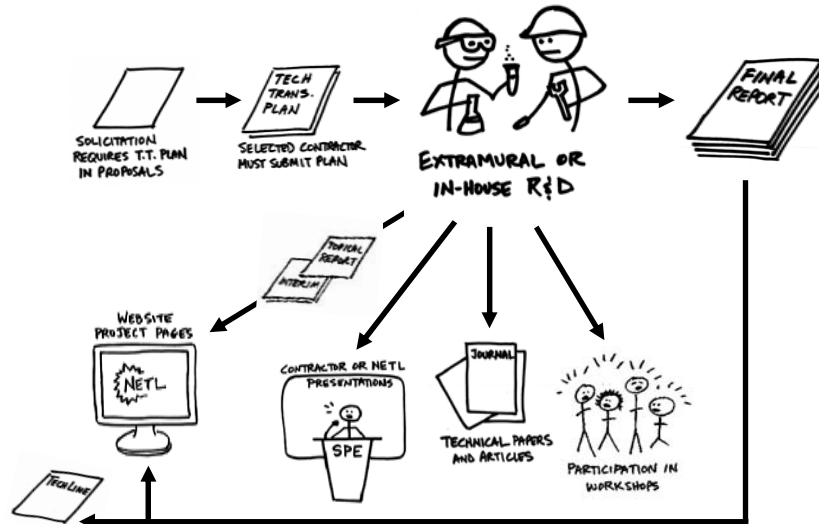 SOLICITATION
REQUIRES T.T. PLAN
IN PROPOSALS
TECH
TRANS.
PLAN
SELECTED CONTRACTOR
MUST SUBMIT PLAN
EXTRAMURAL OR
IN-HOUSE R&D
FINAL
REPORT
TOPICAL
REPORT
INTERIM
WEBSITE
PROJECT PAGES
NETL
CONTRACTOR OR NETL
PRESENTATIONS
SPE
JOURNAL
TECHNICAL PAPERS
AND ARTICLES
PARTICIPATION IN
WORKSHOPS
TECHLINE